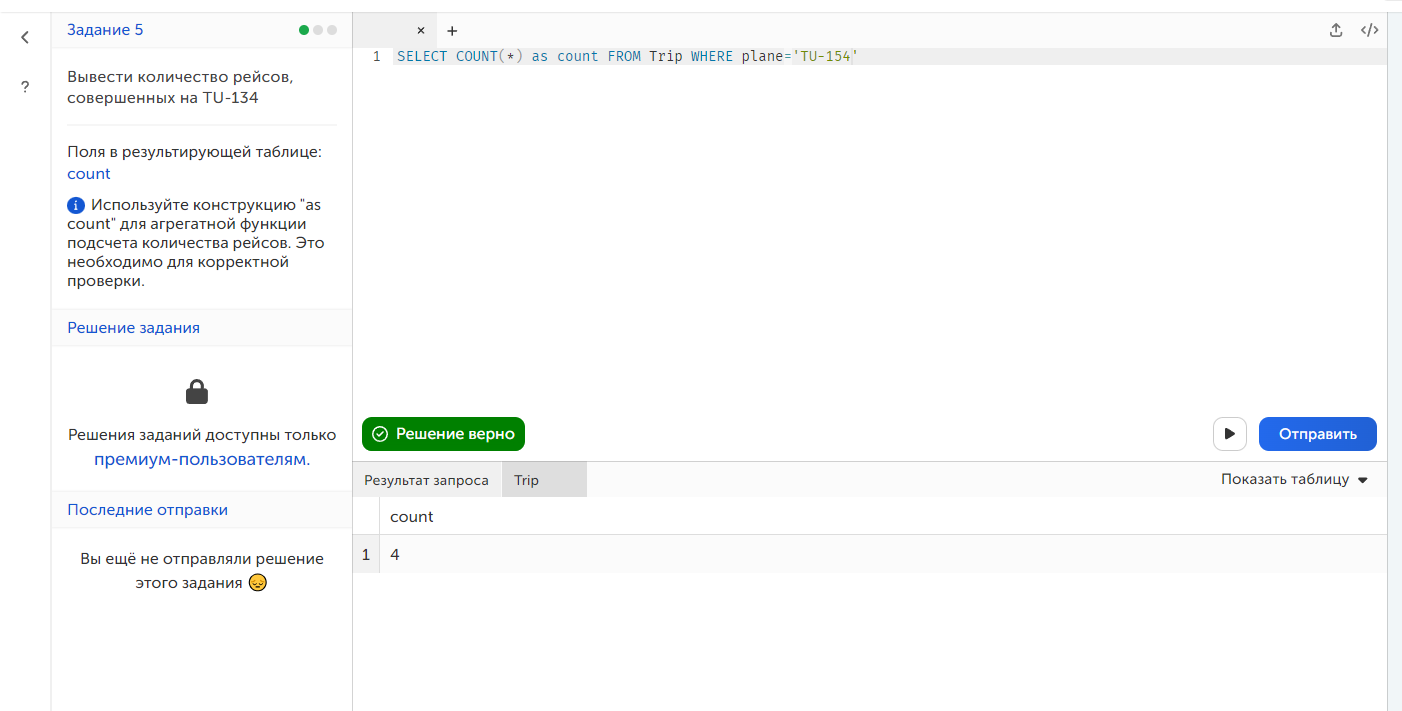 Задание 5
Вывести количество рейсов,
совершенных на TU-134
Поля в результирующей таблице:
count
Используйте конструкцию "as
count" для агрегатной функции
подсчета количества рейсов. Это
необходимо для корректной
проверки.
Решение задания
Решения заданий доступны только
премиум-пользователям.
Последние отправки
Вы ещё не отправляли решение
этого задания 😔
1 SELECT COUNT(*) as count FROM Trip WHERE plane='TU-154'
Решение верно
Отправить
Результат запроса
Trip
Показать таблицу
count
1 4